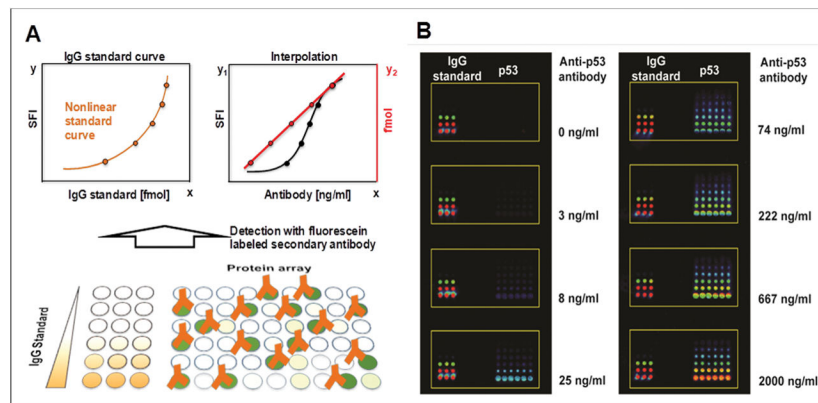 A
IgG standard curve
y
SFI
Nonlinear
standard
curve
IgG standard [fmol]
x
Interpolation
y1
y2
SFI
fmol
Antibody [ng/ml]
x
Detection with fluorescein
labeled secondary antibody
Protein array
IgG Standard
B
IgG
standard
p53
Anti-p53
antibody
0 ng/ml
3 ng/ml
8 ng/ml
25 ng/ml
IgG
standard
p53
Anti-p53
antibody
74 ng/ml
222 ng/ml
667 ng/ml
2000 ng/ml